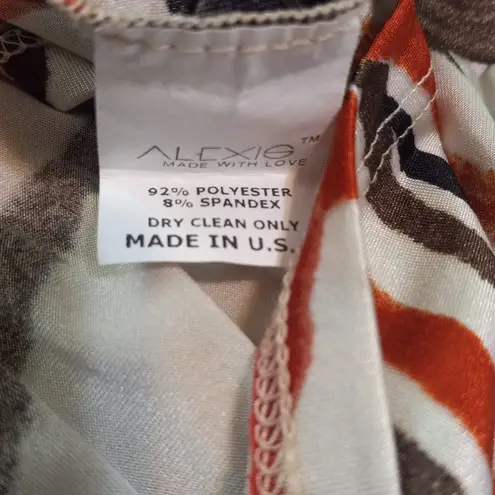 ALEXIS™
MADE WITH LOVE
92% POLYESTER
8% SPANDEX
DRY CLEAN ONLY
MADE IN U.S.